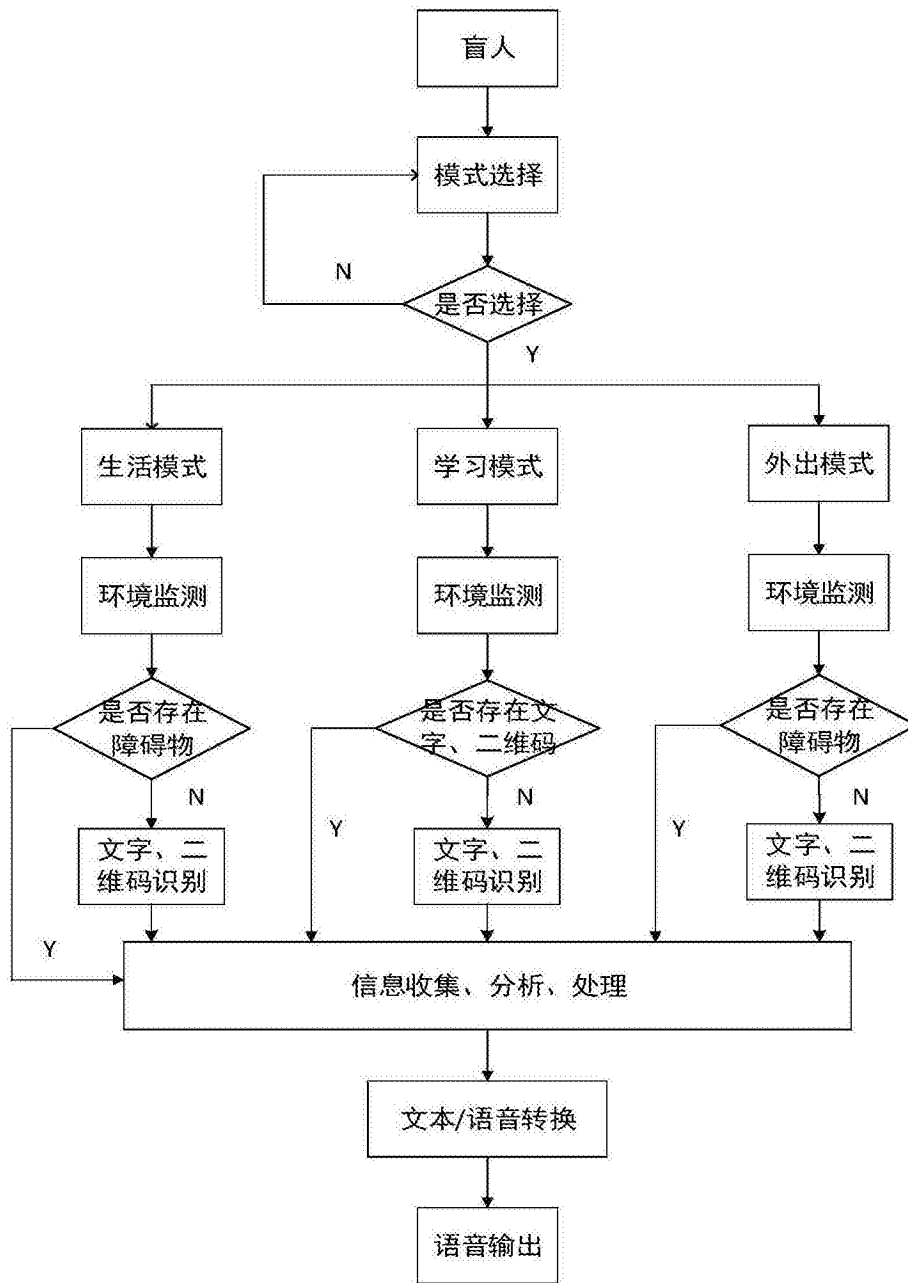 盲人
模式选择
N
是否选择
Y
生活模式
学习模式
外出模式
环境监测
环境监测
环境监测
是否存在
障碍物
是否存在文
字、二维码
是否存在
障碍物
N
N
N
Y
Y
文字、二
维码识别
文字、二
维码识别
文字、二
维码识别
Y
信息收集、分析、处理
文本/语音转换
语音输出